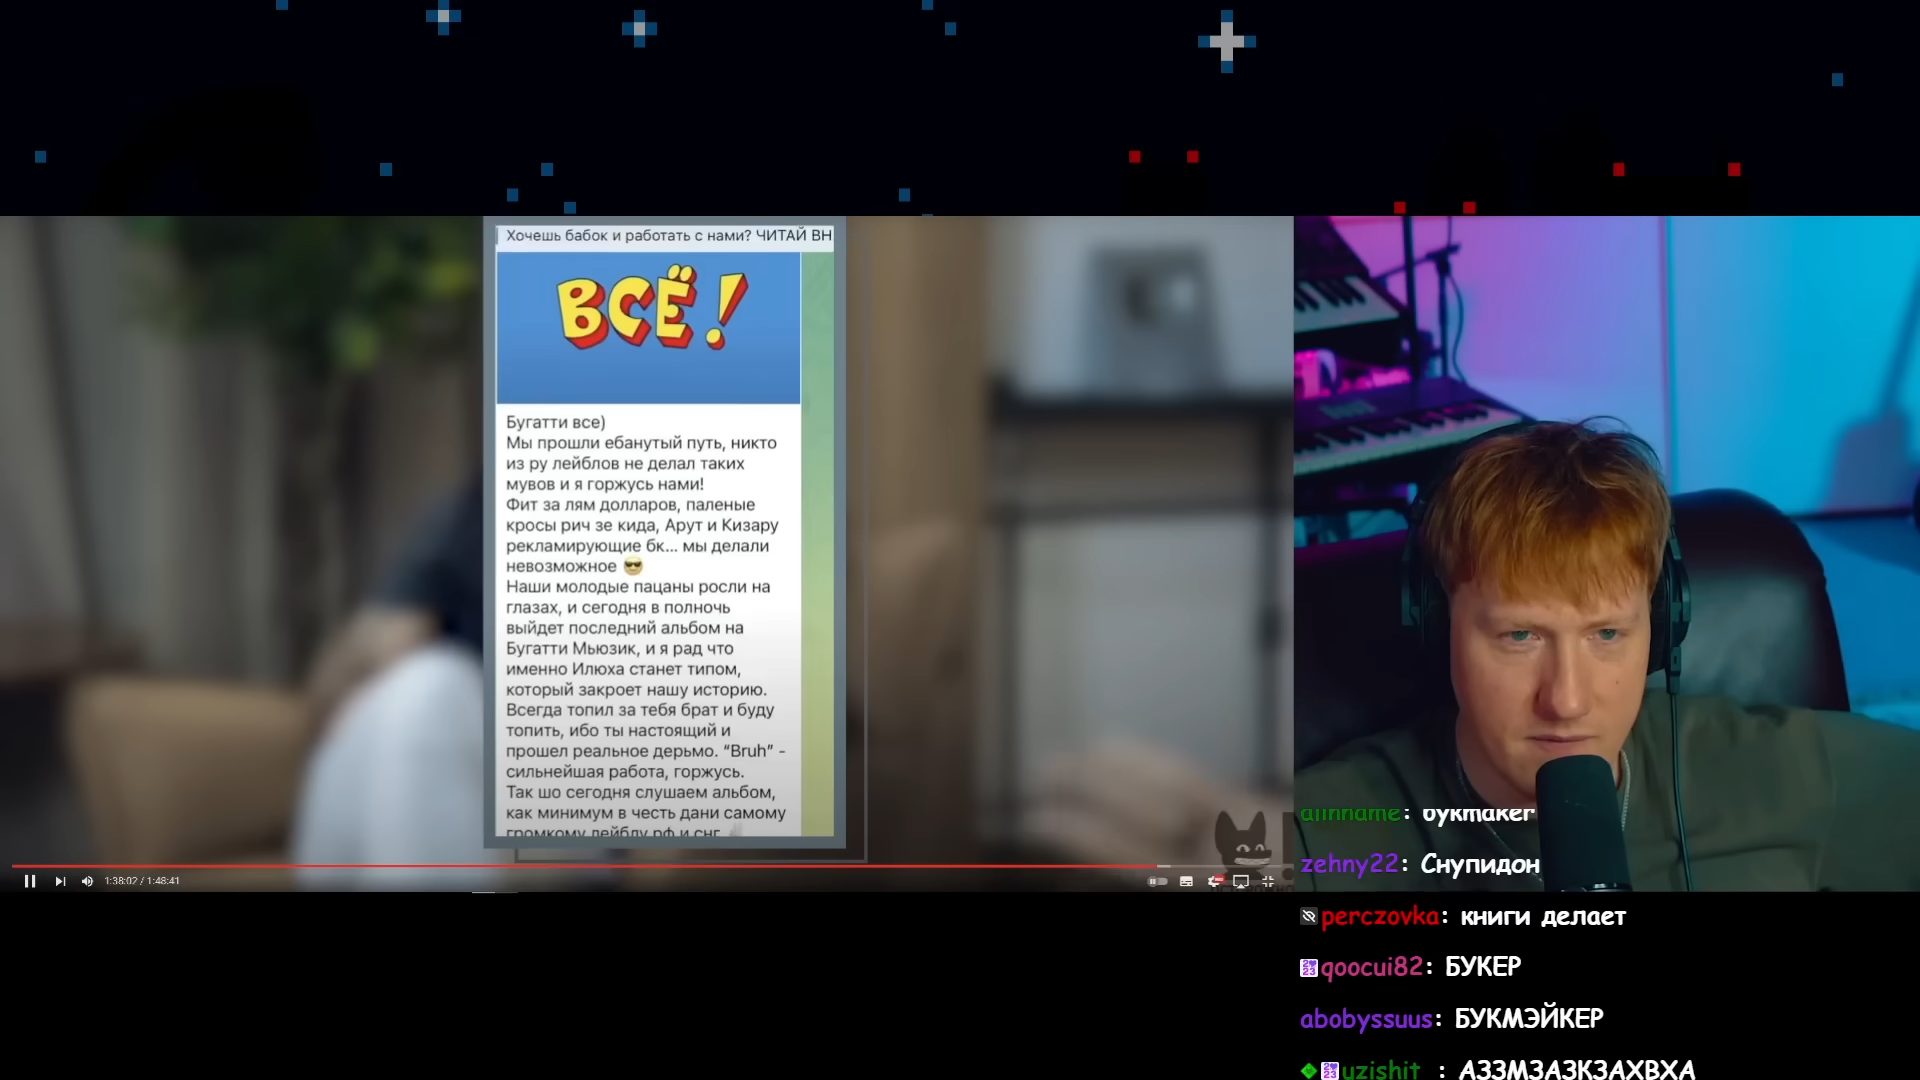 Хочешь бабок и работать с нами? ЧИТАЙ ВН
ВСЁ!
Бугатти все)
Мы прошли ебанутый путь, никто
из ру лейблов не делал таких
мувов и я горжусь нами!
Фит за лям долларов, паленые
кросы рич зе кида, Арут и Кизару
рекламирующие бк... мы делали
невозможное 😎
Наши молодые пацаны росли на
глазах, и сегодня в полночь
выйдет последний альбом на
Бугатти Мьюзик, и я рад что
именно Илюха станет типом,
который закроет нашу историю.
Всегда топил за тебя брат и буду
топить, ибо ты настоящий и
прошел реальное дерьмо. “Bruh” -
сильнейшая работа, горжусь.
Так шо сегодня слушаем альбом,
как минимум в честь дани самому
громкому лейблу рф и снг
1:38:02 / 1:48:41
: букmaker
zehny22: Снупидон
perczovka: книги делает
qoocui82: БУКЕР
abobyssuus: БУКМЭЙКЕР
uzishit : АЗЗМЗАЗКЗАХВХА